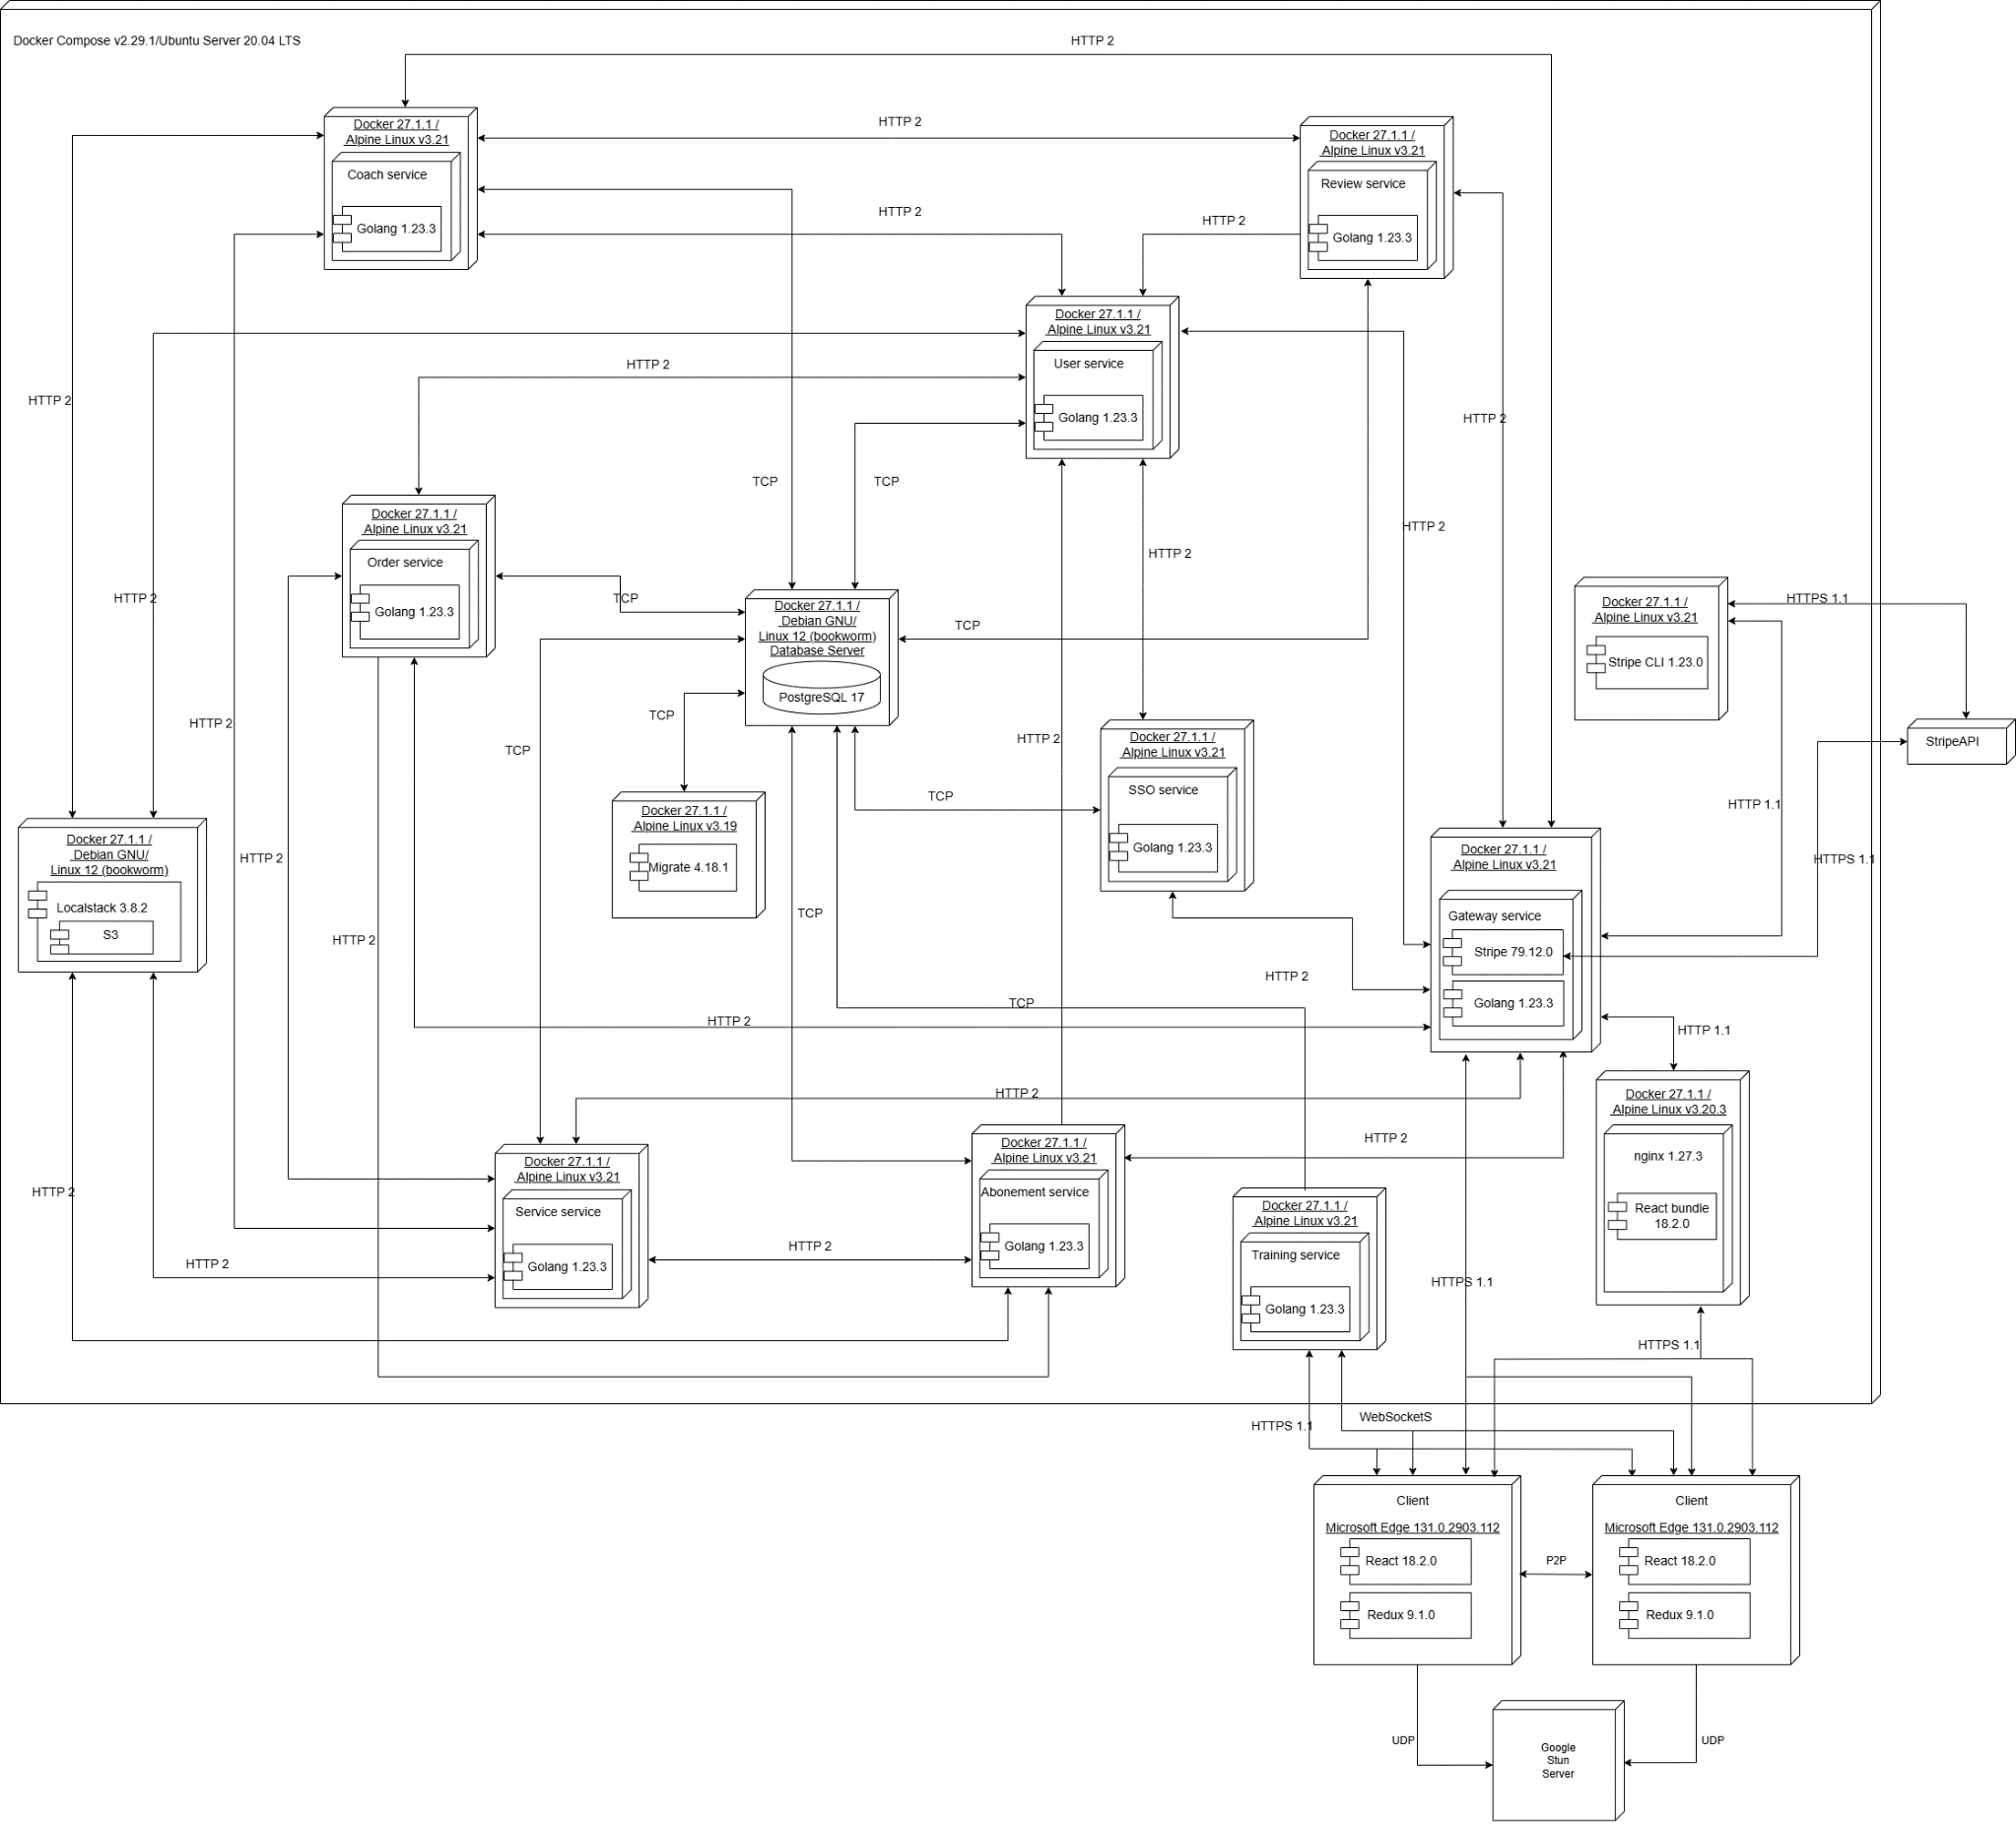 Docker Compose v2.29.1/Ubuntu Server 20.04 LTS
HTTP 2
Docker 27.1.1 /
Alpine Linux v3.21
Coach service
Golang 1.23.3
HTTP 2
HTTP 2
HTTP 2
Docker 27.1.1 /
Alpine Linux v3.21
Review service
Golang 1.23.3
Docker 27.1.1 /
Alpine Linux v3.21
User service
Golang 1.23.3
HTTP 2
HTTP 2
HTTP 2
TCP
TCP
HTTP 2
HTTP 2
Docker 27.1.1 /
Alpine Linux v3.21
Order service
Golang 1.23.3
HTTP 2
TCP
Docker 27.1.1 /
Debian GNU/
Linux 12 (bookworm)
Database Server
PostgreSQL 17
TCP
Docker 27.1.1 /
Alpine Linux v3.21
Stripe CLI 1.23.0
HTTPS 1.1
StripeAPI
HTTP 2
TCP
TCP
HTTP 2
Docker 27.1.1 /
Alpine Linux v3.21
SSO service
Golang 1.23.3
TCP
Docker 27.1.1 /
Alpine Linux v3.19
Migrate 4.18.1
HTTP 1.1
HTTPS 1.1
Docker 27.1.1 /
Debian GNU/
Linux 12 (bookworm)
Localstack 3.8.2
S3
HTTP 2
HTTP 2
TCP
Docker 27.1.1 /
Alpine Linux v3.21
Gateway service
Stripe 79.12.0
Golang 1.23.3
HTTP 2
TCP
HTTP 2
HTTP 1.1
HTTP 2
HTTP 2
Docker 27.1.1 /
Alpine Linux v3.20.3
nginx 1.27.3
React bundle
18.2.0
Docker 27.1.1 /
Alpine Linux v3.21
Service service
Golang 1.23.3
HTTP 2
HTTP 2
HTTP 2
Docker 27.1.1 /
Alpine Linux v3.21
Abonement service
Golang 1.23.3
Docker 27.1.1 /
Alpine Linux v3.21
Training service
Golang 1.23.3
HTTPS 1.1
HTTPS 1.1
HTTPS 1.1
WebSocketS
Client
Microsoft Edge 131.0.2903.112
React 18.2.0
Redux 9.1.0
P2P
Client
Microsoft Edge 131.0.2903.112
React 18.2.0
Redux 9.1.0
UDP
UDP
Google
Stun
Server